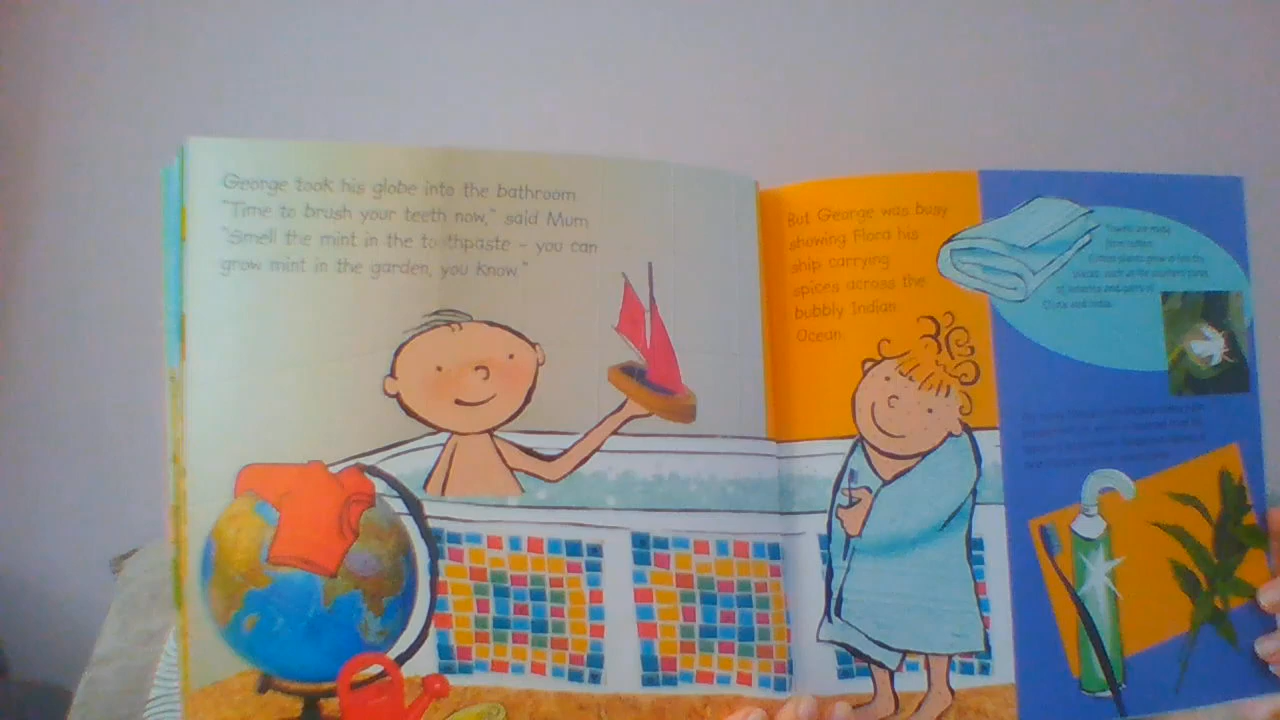 George took his globe into the bathroom.
"Time to brush your teeth now," said Mum
"Smell the mint in the toothpaste – you can
grow mint in the garden, you know."
But George was busy
showing Flora his
ship carrying
spices across the
bubbly Indian
Ocean.
Towels are made
from cotton.
Cotton plants grow in hot dry
places, such as the southern parts
of America and parts of
China and India.